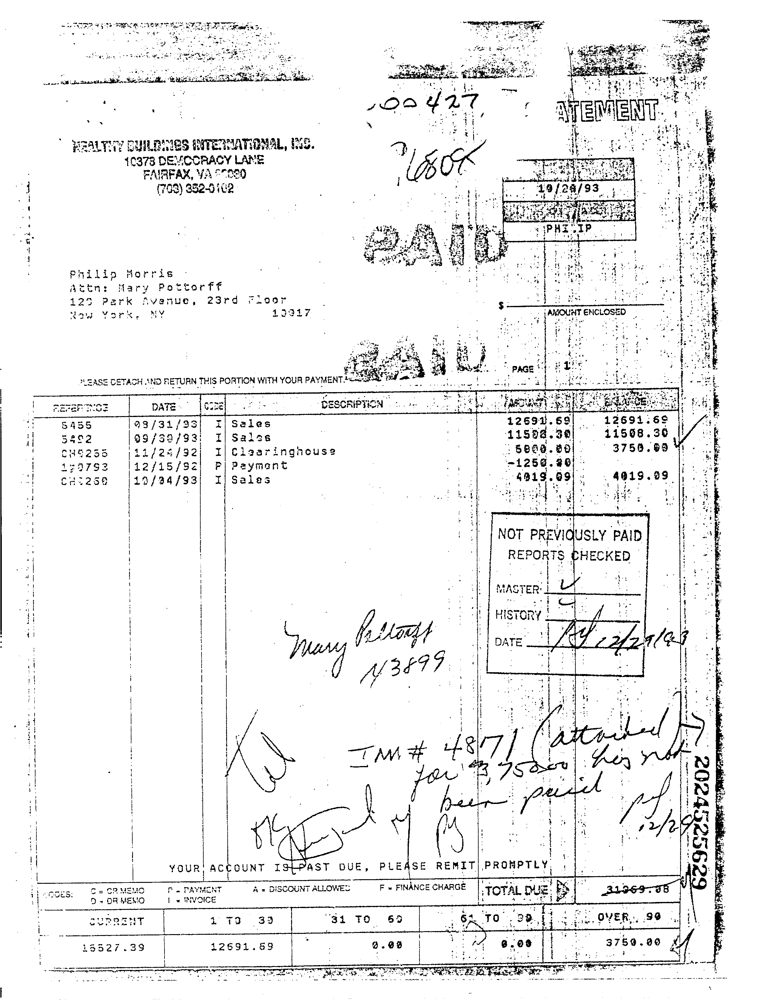 .00427
ATEMENT
HEALTHY BUILDINGS INTERNATIONAL, INC.
10378 DEMOCRACY LANE
FAIRFAX, VA
(703) 352-0102
10/20/93
PHILIP
PAID
Philip Morris
Attn: Mary Pottorff
120 Park Avenue, 23rd Floor
New York, NY 10017
$
AMOUNT ENCLOSED
PAID
PAGE 1
PLEASE DETACH AND RETURN THIS PORTION WITH YOUR PAYMENT.
REFERENCE DATE CODE DESCRIPTION AMOUNT BALANCE
5455 08/31/93 I Sales 12691.69 12691.69
5492 09/30/93 I Sales 11508.30 11508.30
CH0255 11/24/92 I Clearinghouse 5000.00 3750.00
170793 12/15/92 P Payment -1250.00
CH0260 10/04/93 I Sales 4019.09 4019.09
NOT PREVIOUSLY PAID
REPORTS CHECKED
MASTER
HISTORY
DATE 12/29/93
Mary Pottorff
X3899
Inv # 4871 (attached)
for 3,750.00 has not
been paid
12/29
OK
2024525629
YOUR ACCOUNT IS PAST DUE, PLEASE REMIT PROMPTLY
CODES: C = CR MEMO P = PAYMENT A = DISCOUNT ALLOWED F = FINANCE CHARGE TOTAL DUE 31969.08
D = DR MEMO I = INVOICE
CURRENT 1 TO 30 31 TO 60 61 TO 90 OVER 90
15527.39 12691.69 0.00 0.00 3750.00